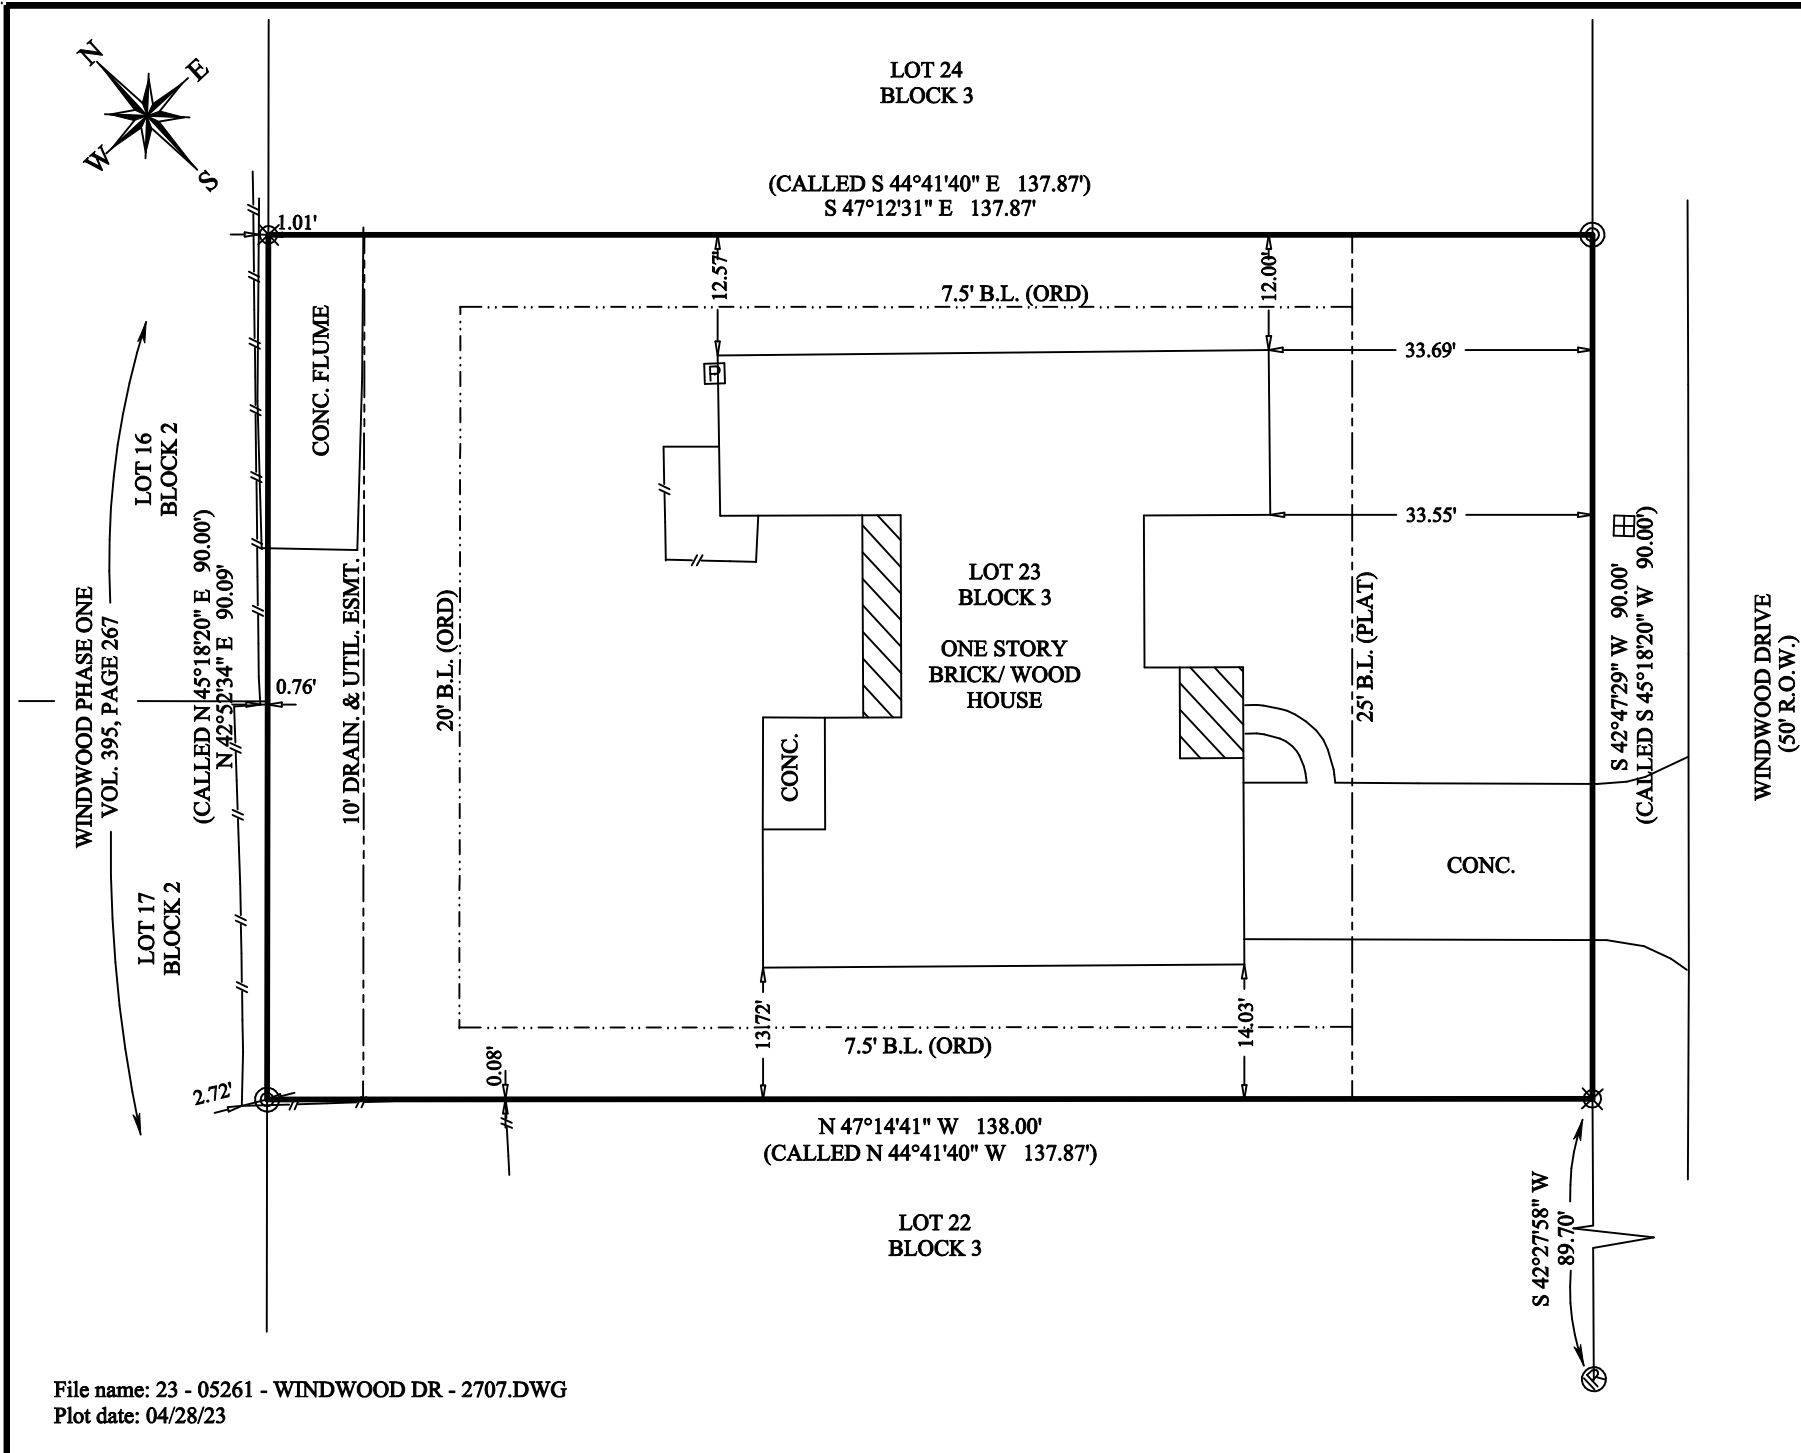 N
E
W
S
LOT 24
BLOCK 3
(CALLED S 44°41'40" E 137.87')
S 47°12'31" E 137.87'
1.01'
12.57'
12.00'
7.5' B.L. (ORD)
33.69'
P
CONC. FLUME
LOT 16
BLOCK 2
33.55'
WINDWOOD PHASE ONE
VOL. 395, PAGE 267
(CALLED N 45°18'20" E 90.00')
N 42°52'34" E 90.09'
0.76'
10' DRAIN. & UTIL. ESMT.
20' B.L. (ORD)
LOT 23
BLOCK 3
ONE STORY
BRICK/ WOOD
HOUSE
CONC.
25' B.L. (PLAT)
S 42°47'29" W 90.00'
(CALLED S 45°18'20" W 90.00')
WINDWOOD DRIVE
(50' R.O.W.)
CONC.
LOT 17
BLOCK 2
13.72'
14.03'
7.5' B.L. (ORD)
0.08'
2.72'
N 47°14'41" W 138.00'
(CALLED N 44°41'40" W 137.87')
LOT 22
BLOCK 3
S 42°27'58" W
89.70'
IR
File name: 23 - 05261 - WINDWOOD DR - 2707.DWG
Plot date: 04/28/23